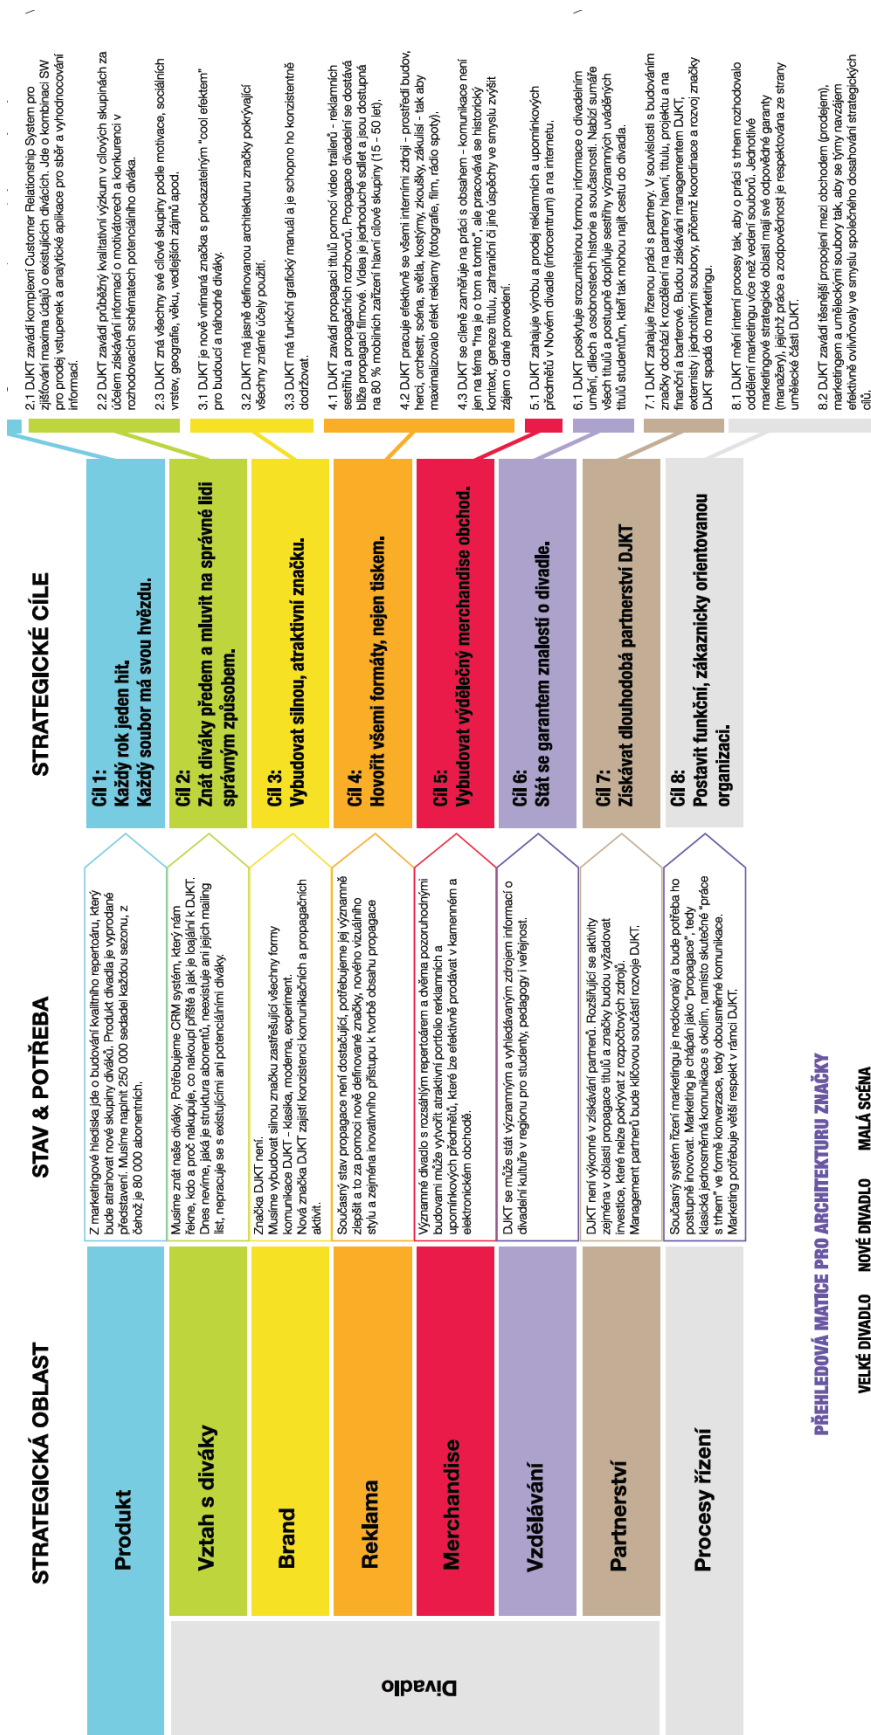 STRATEGICKÁ OBLAST
STAV & POTŘEBA
STRATEGICKÉ CÍLE
Divadlo
Produkt
Z marketingové hlediska jde o budování kvalitního repertoáru, který
bude atrahovat nové skupiny diváků. Produkt divadla je vyprodané
představení. Musíme naplnit 250 000 sedadel každou sezonu, z
čehož je 80 000 abonentních.
Cíl 1:
Každý rok jeden hit.
Každý soubor má svou hvězdu.
Vztah s diváky
Musíme znát naše diváky. Potřebujeme CRM systém, který nám
řekne, kdo a proč nakupuje, co nakoupí příště a jak je loajální k DJKT.
Dnes nevíme, jaká je struktura abonentů, neexistuje ani jejich mailing
list, nepracuje se s existujícími ani potenciálními diváky.
Cíl 2:
Znát diváky předem a mluvit na správné lidi
správným způsobem.
Brand
Značka DJKT není.
Musíme vybudovat silnou značku zastřešující všechny formy
komunikace DJKT - klasika, moderna, experiment.
Nová značka DJKT zajistí konzistenci komunikačních a propagačních
aktivit.
Cíl 3:
Vybudovat silnou, atraktivní značku.
Reklama
Současný stav propagace není dostačující, potřebujeme jej významně
zlepšit a to za pomoci nově definované značky, nového vizuálního
stylu a zejména inovativního přístupu k tvorbě obsahu propagace
Cíl 4:
Hovořit všemi formáty, nejen tiskem.
Merchandise
Významné divadlo s rozsáhlým repertoárem a dvěma pozoruhodnými
budovami může vytvořit atraktivní portfolio reklamních a
upomínkových předmětů, které lze efektivně prodávat v kamenném a
elektronickém obchodě.
Cíl 5:
Vybudovat výdělečný merchandise obchod.
Vzdělávání
DJKT se může stát významným a vyhledávaným zdrojem informací o
divadelní kultuře v regionu pro studenty, pedagogy i veřejnost.
Cíl 6:
Stát se garantem znalostí o divadle.
Partnerství
DJKT není výkonné v získávání partnerů. Rozšiřující se aktivity
zejména v oblasti propagace titulů a značky budou vyžadovat
investice, které nelze pokrývat z rozpočtových zdrojů.
Management partnerů bude klíčovou součástí rozvoje DJKT.
Cíl 7:
Získávat dlouhodobá partnerství DJKT
Procesy řízení
Současný systém řízení marketingu je nedokonalý a bude potřeba ho
postupně inovovat. Marketing je chápán jako "propagace", tedy
klasická jednosměrná komunikace s okolím, namísto skutečné "práce
s trhem" ve formě konverzace, tedy obousměrné komunikace.
Marketing potřebuje větší respekt v rámci DJKT.
Cíl 8:
Postavit funkční, zákaznicky orientovanou
organizaci.
2.1 DJKT zavádí komplexní Customer Relationship System pro
zjišťování maxima údajů o existujících divácích. Jde o kombinaci SW
pro prodej vstupenek a analytické aplikace pro sběr a vyhodnocování
informací.
2.2 DJKT zavádí průběžný kvalitativní výzkum v cílových skupinách za
účelem získávání informací o motivátorech a konkurenci v
rozhodovacích schématech potenciálního diváka.
2.3 DJKT zná všechny své cílové skupiny podle motivace, sociálních
vrstev, geografie, věku, vedlejších zájmů apod.
3.1 DJKT je nově vnímaná značka s prokazatelným "cool efektem"
pro budoucí a náhodné diváky.
3.2 DJKT má jasně definovanou architekturu značky pokrývající
všechny známé účely použití.
3.3 DJKT má funkční grafický manuál a je schopno ho konzistentně
dodržovat.
4.1 DJKT zavádí propagaci titulů pomocí video trailerů - reklamních
sestřihů a propagačních rozhovorů. Propagace divadelní se dostává
blíže propagaci filmové. Videa je jednoduché sdílet a jsou dostupná
na 80 % mobilních zařízení hlavní cílové skupiny (15 - 50 let).
4.2 DJKT pracuje efektivně se všemi interními zdroji - prostředí budov,
herci, orchestr, scéna, světla, kostýmy, zkoušky, zákulisí - tak aby
maximalizovalo efekt reklamy (fotografie, film, rádio spoty).
4.3 DJKT se cíleně zaměřuje na práci s obsahem - komunikace není
jen na téma "hra je o tom a tomto", ale pracovává se historický
kontext, geneze titulu, zahraniční či jiné úspěchy ve smyslu zvýšit
zájem o dané provedení.
5.1 DJKT zahajuje výrobu a prodej reklamních a upomínkových
předmětů v Novém divadle (inforcentrum) a na internetu.
6.1 DJKT poskytuje srozumitelnou formou informace o divadelním
umění, dílech a osobnostech historie a současnosti. Nabízí sumáře
všech titulů a postupně doplňuje sestřihy významných uváděných
titulů studentům, kteří tak mohou najít cestu do divadla.
7.1 DJKT zahajuje řízenou práci s partnery. V souvislosti s budováním
značky dochází k rozdělení na partnery hlavní, titulu, projektu a na
finanční a barterové. Budou získávání managementem DJKT,
externisty i jednotlivými soubory, přičemž koordinace a rozvoj značky
DJKT spadá do marketingu.
8.1 DJKT mění interní procesy tak, aby o práci s trhem rozhodovalo
oddělení marketingu více než vedení souborů. Jednotlivé
marketingové strategické oblasti mají své odpovědné garanty
(manažery), jejichž práce a zodpovědnost je respektována ze strany
umělecké části DJKT.
8.2 DJKT zavádí těsnější propojení mezi obchodem (prodejem),
marketingem a uměleckými soubory tak, aby se týmy navzájem
efektivně ovlivňovaly ve smyslu společného dosahování strategických
cílů.
PŘEHLEDOVÁ MATICE PRO ARCHITEKTURU ZNAČKY
VELKÉ DIVADLO NOVÉ DIVADLO MALÁ SCÉNA